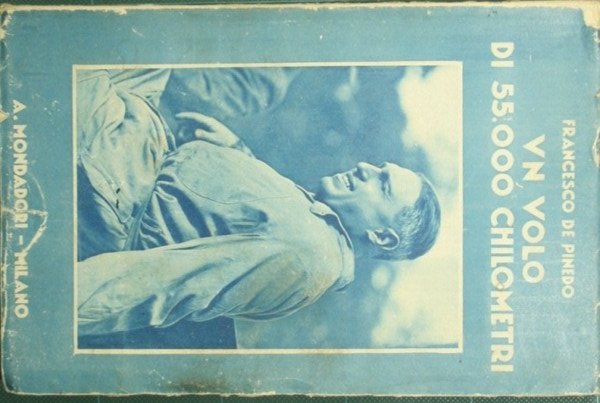 FRANCESCO DE PINEDO
VN VOLO
DI 55.000 CHILOMETRI
A. MONDADORI - MILANO